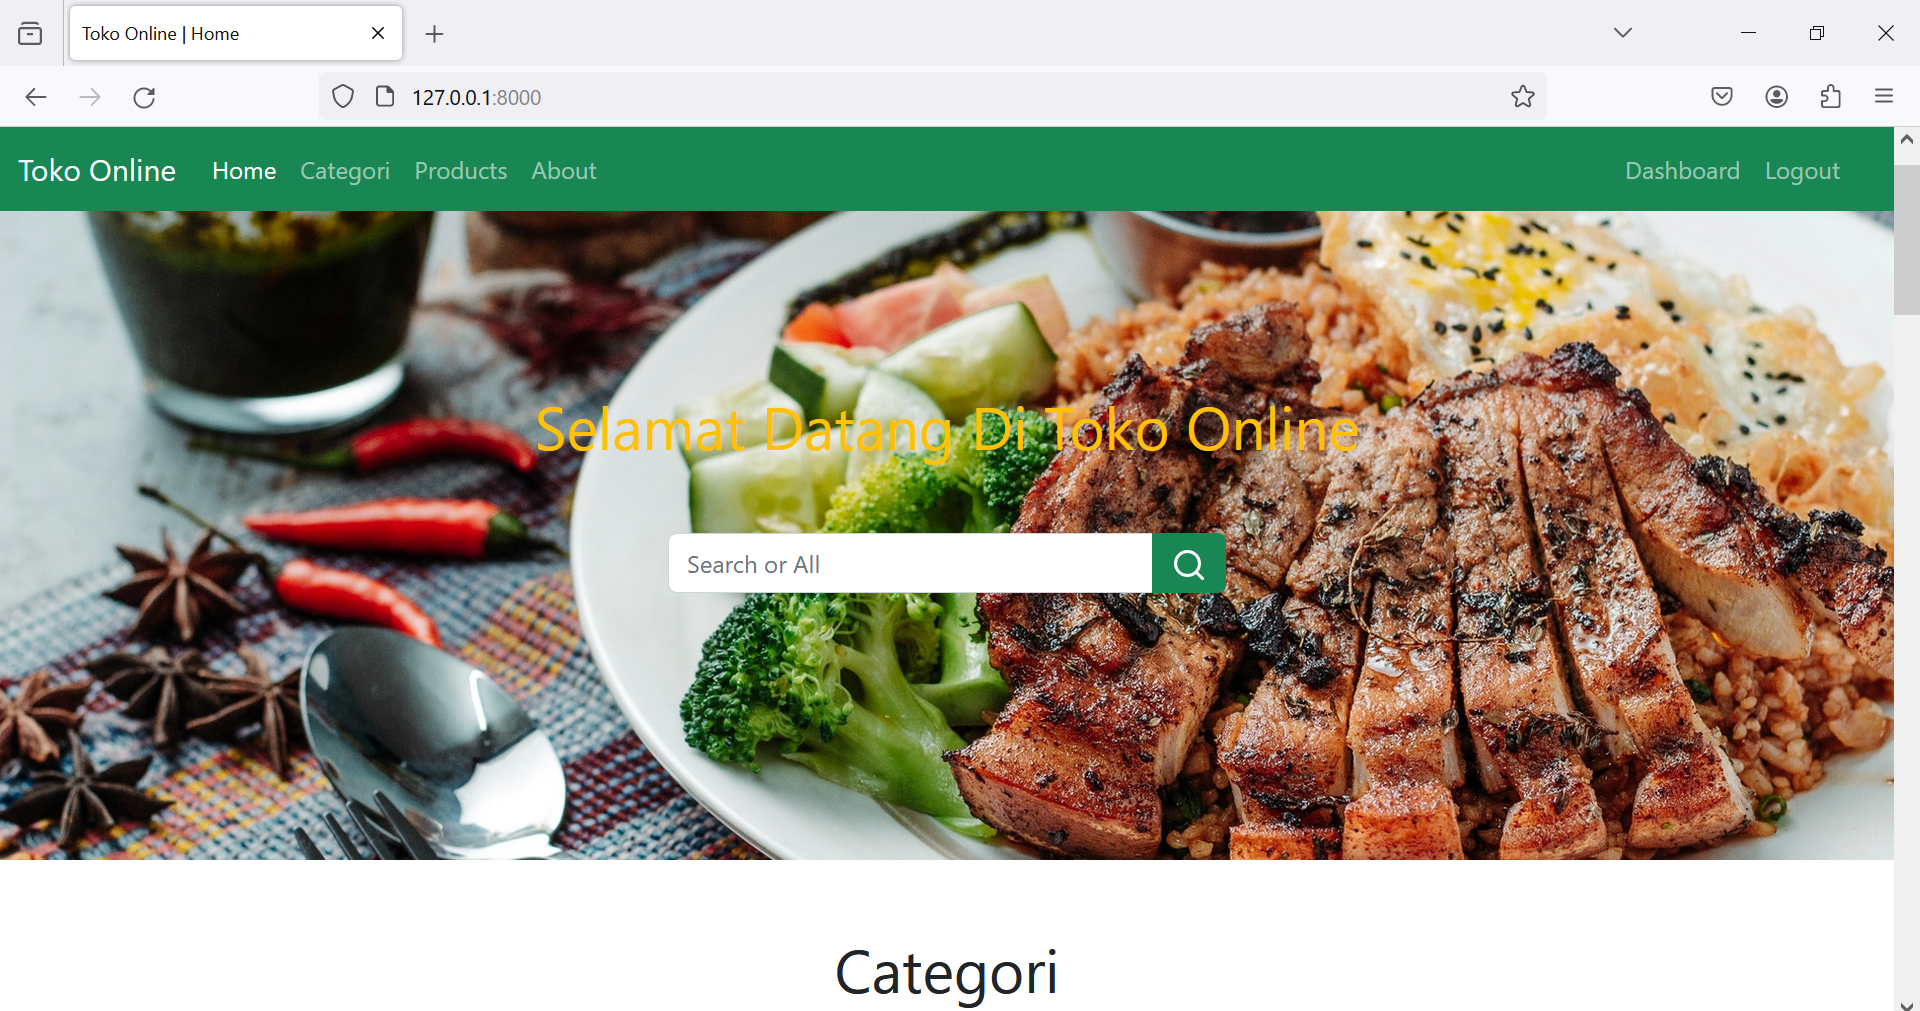 Toko Online | Home
127.0.0.1:8000
Toko Online Home Categori Products About Dashboard Logout
Selamat Datang Di Toko Online
Search or All
Categori